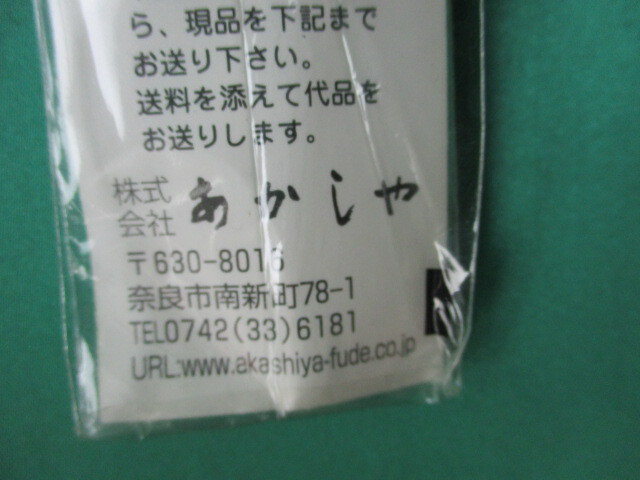 ら、現品を下記まで
お送り下さい。
送料を添えて代品を
お送りします。
株式会社 あかしや
〒630-8016
奈良市南新町78-1
TEL0742(33)6181
URL:www.akashiya-fude.co.jp